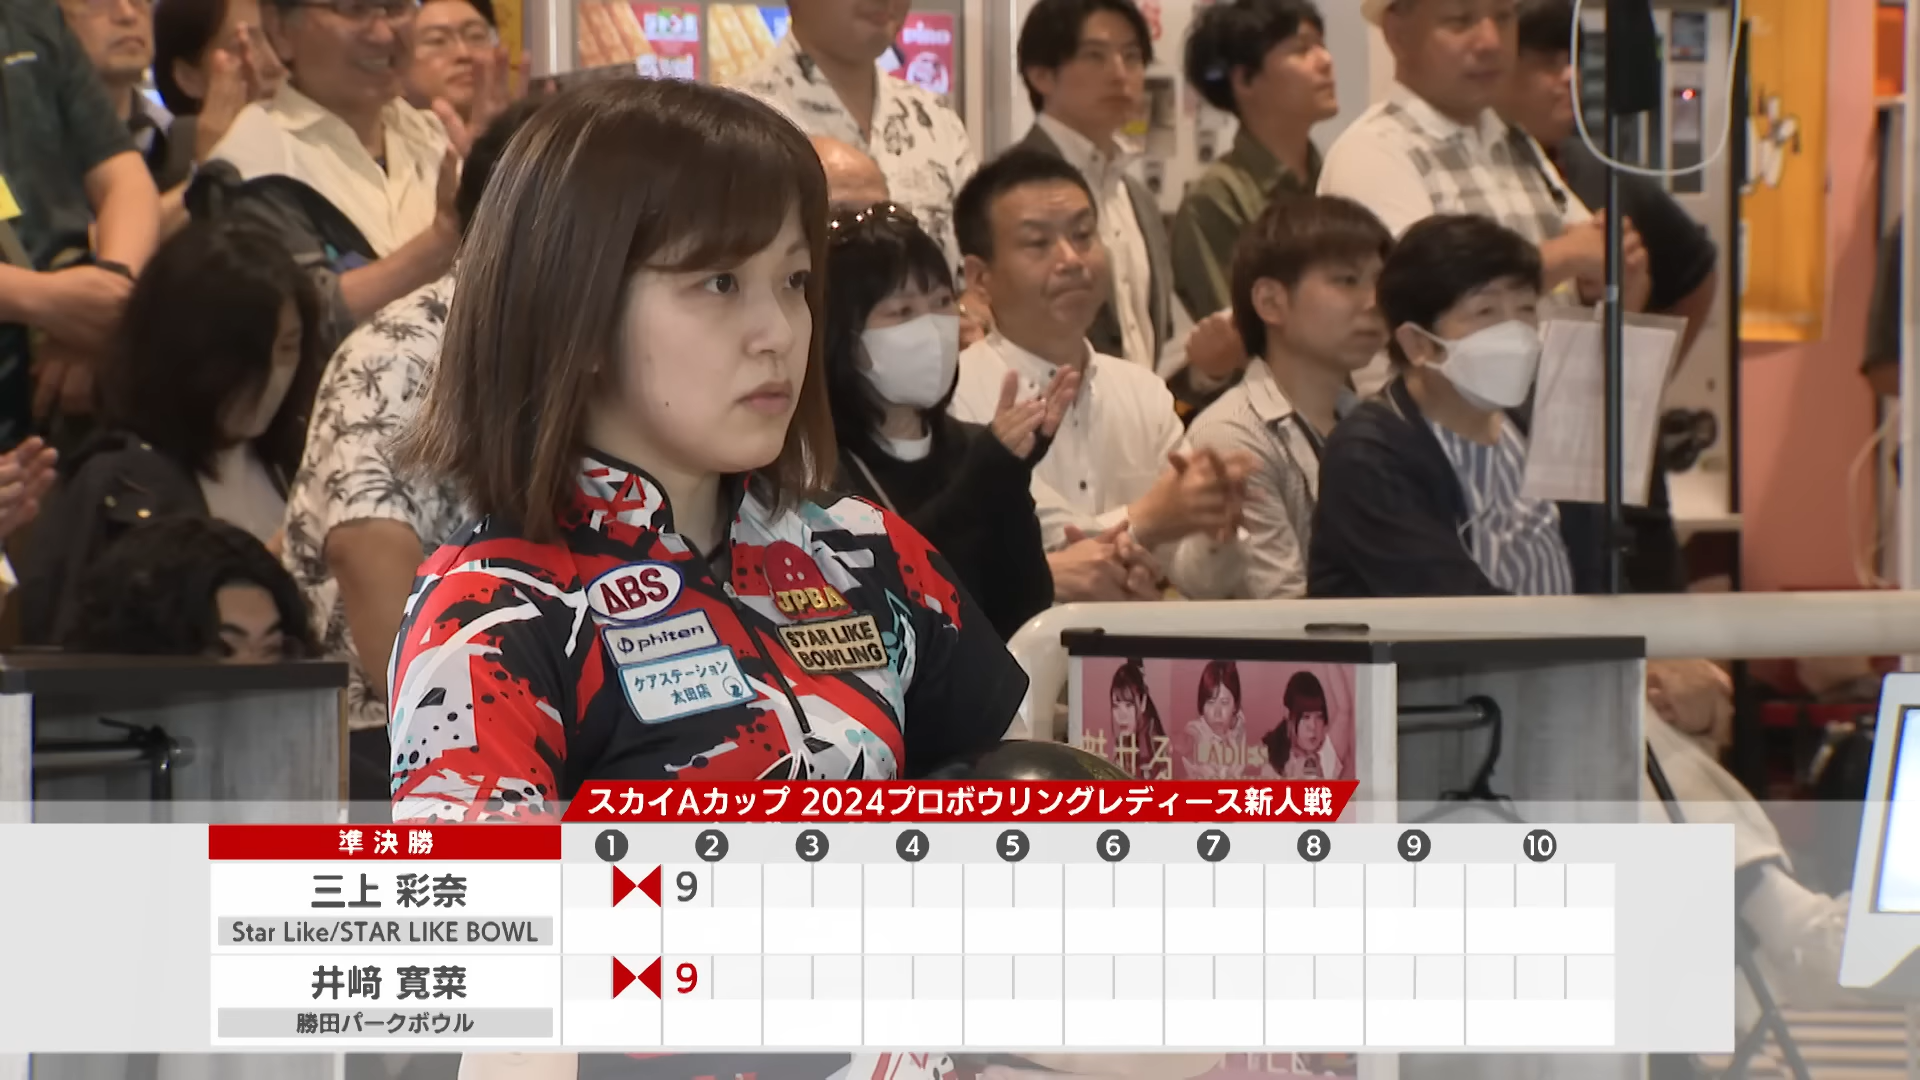 ABS
phiten
ケアステーション
太田店
JPBA
STAR LIKE
BOWLING
LADIES
スカイAカップ 2024プロボウリングレディース新人戦
準決勝 1 2 3 4 5 6 7 8 9 10
三上 彩奈 9
Star Like/STAR LIKE BOWL
井﨑 寛菜 9
勝田パークボウル